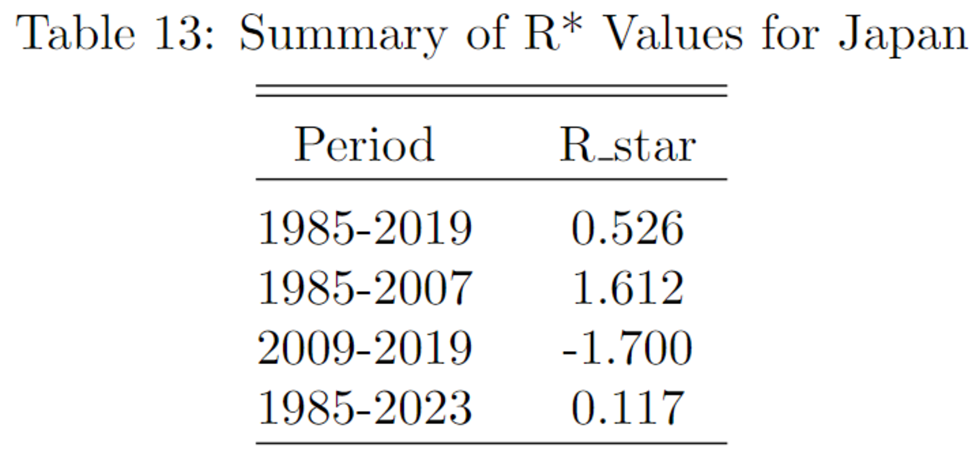 Table 13: Summary of R* Values for Japan
Period R_star
1985-2019 0.526
1985-2007 1.612
2009-2019 -1.700
1985-2023 0.117